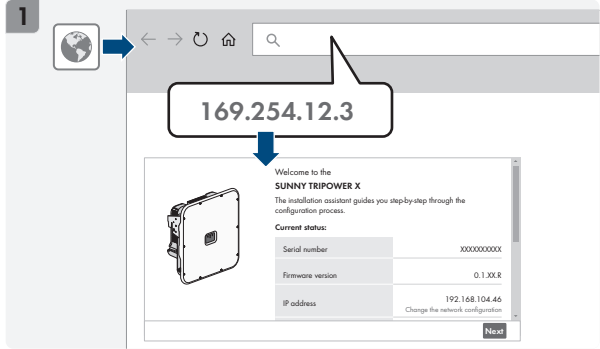 1
169.254.12.3
Welcome to the
SUNNY TRIPOWER X
The installation assistant guides you step-by-step through the
configuration process.
Current status:
Serial number XXXXXXXXXX
Firmware version 0.1.XX.R
IP address 192.168.104.46
Change the network configuration
Next